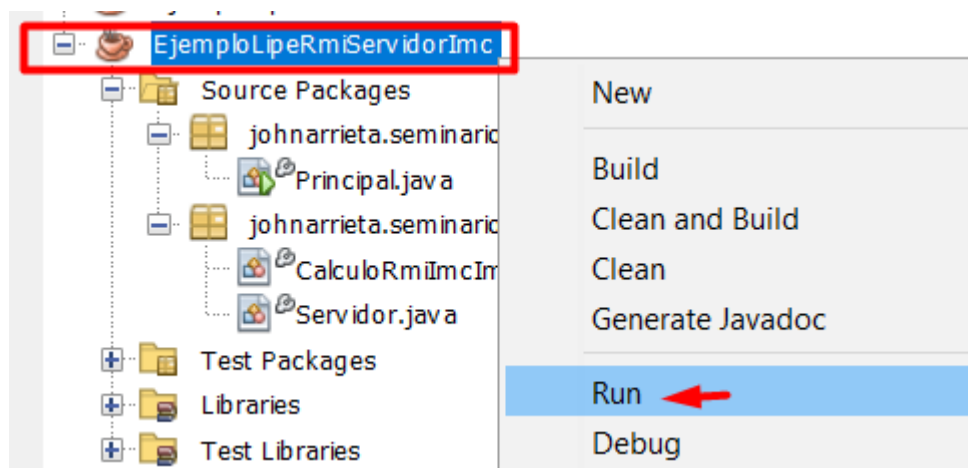 EjemploLipeRmiServidorImc
Source Packages
johnarrieta.seminario
Principal.java
johnarrieta.seminario
CalculoRmiImcIm
Servidor.java
Test Packages
Libraries
Test Libraries
New
Build
Clean and Build
Clean
Generate Javadoc
Run
Debug